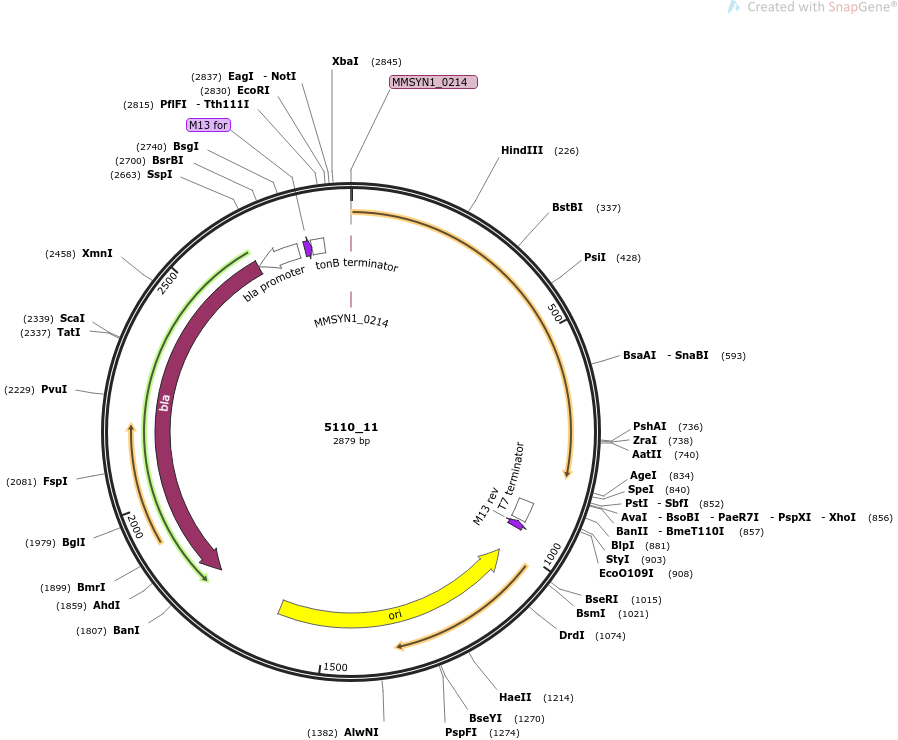 Created with SnapGene®
XbaI (2845)
MMSYN1_0214
(2837) EagI - NotI
(2830) EcoRI
(2815) PflFI - Tth111I
M13 for
(2740) BsgI
(2700) BsrBI
(2663) SspI
(2458) XmnI
(2339) ScaI
(2337) TatI
(2229) PvuI
(2081) FspI
(1979) BglI
(1899) BmrI
(1859) AhdI
(1807) BanI
(1382) AlwNI
HindIII (226)
BstBI (337)
PsiI (428)
BsaAI - SnaBI (593)
PshAI (736)
ZraI (738)
AatII (740)
AgeI (834)
SpeI (840)
PstI - SbfI (852)
AvaI - BsoBI - PaeR7I - PspXI - XhoI (856)
BanII - BmeT110I (857)
BlpI (881)
StyI (903)
EcoO109I (908)
BseRI (1015)
BsmI (1021)
DrdI (1074)
HaeII (1214)
BseYI (1270)
PspFI (1274)
500
1000
1500
2000
2500
bla promoter
tonB terminator
MMSYN1_0214
bla
5110_11
2879 bp
T7 terminator
M13 rev
ori